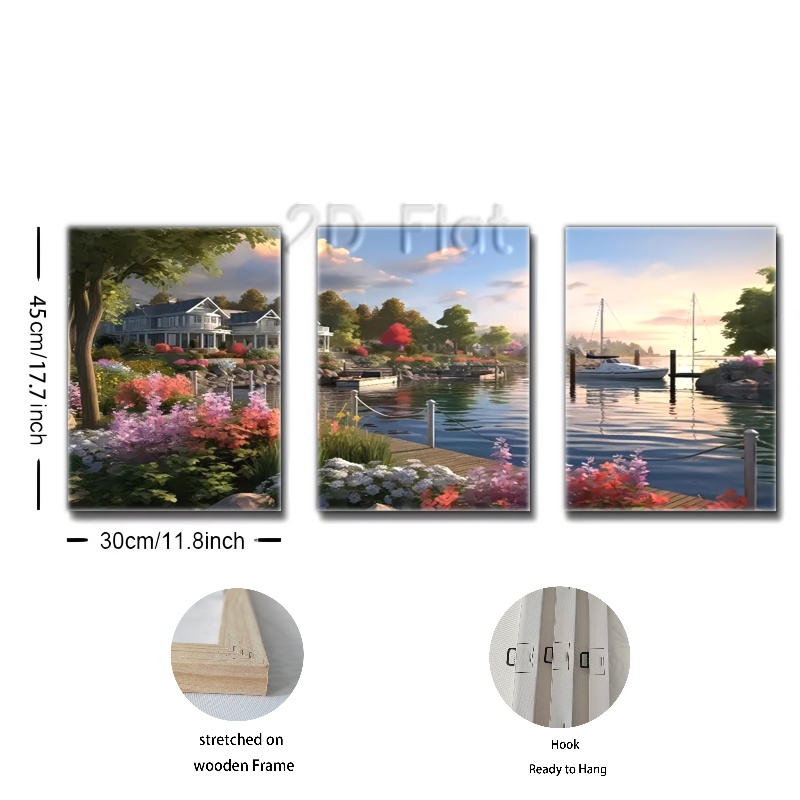 2D Flat
45cm/17.7inch
30cm/11.8inch
stretched on
wooden Frame
Hook
Ready to Hang